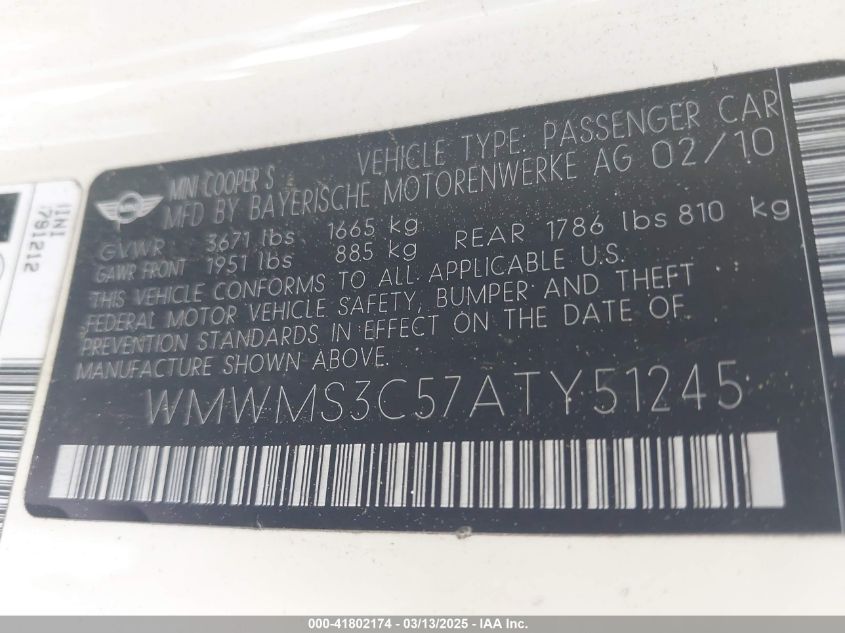 MINI COOPER S VEHICLE TYPE: PASSENGER CAR
MFD BY BAYERISCHE MOTORENWERKE AG 02/10
GVWR 3671 lbs 1665 kg
GAWR FRONT 1951 lbs 885 kg REAR 1786 lbs 810 kg
THIS VEHICLE CONFORMS TO ALL APPLICABLE U.S.
FEDERAL MOTOR VEHICLE SAFETY, BUMPER AND THEFT
PREVENTION STANDARDS IN EFFECT ON THE DATE OF
MANUFACTURE SHOWN ABOVE.
WMWMS3C57ATY51245
791212
000-41802174 - 03/13/2025 - IAA Inc.